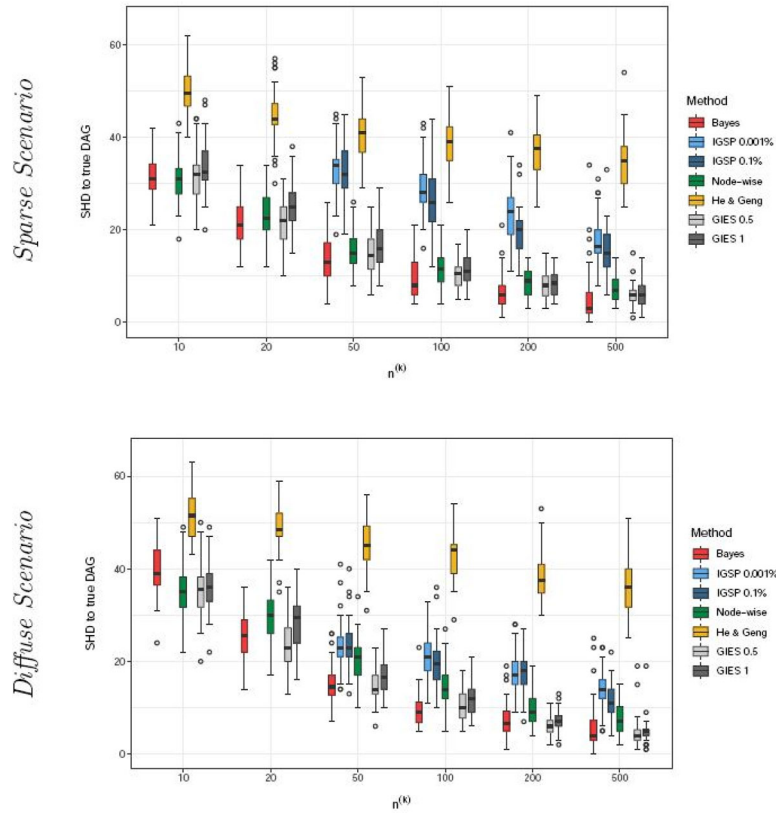 Sparse Scenario
SHD to true DAG
60
40
20
0
10
20
50
100
200
500
n(k)
Method
Bayes
IGSP 0.001%
IGSP 0.1%
Node-wise
He & Geng
GIES 0.5
GIES 1
Diffuse Scenario
SHD to true DAG
60
40
20
0
10
20
50
100
200
500
n(k)
Method
Bayes
IGSP 0.001%
IGSP 0.1%
Node-wise
He & Geng
GIES 0.5
GIES 1